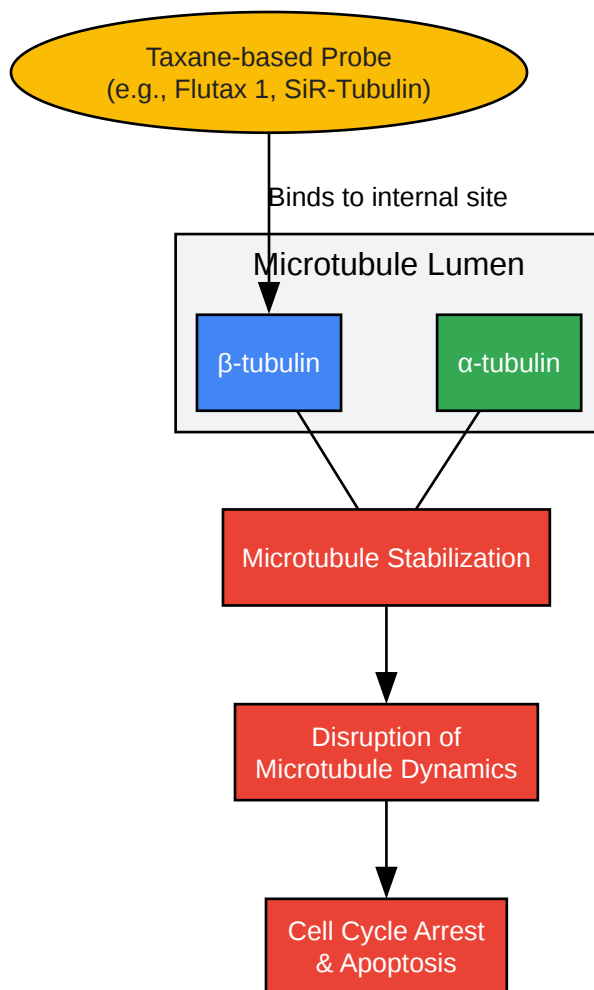 Taxane-based Probe
(e.g., Flutax 1, SiR-Tubulin)
Binds to internal site
Microtubule Lumen
β-tubulin
α-tubulin
Microtubule Stabilization
Disruption of
Microtubule Dynamics
Cell Cycle Arrest
& Apoptosis